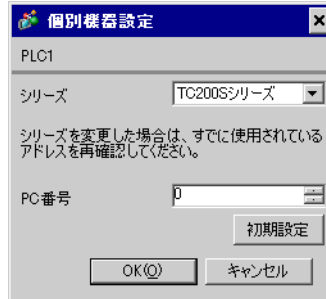 個別機器設定
PLC1
シリーズ TC200Sシリーズ
シリーズを変更した場合は、すでに使用されている
アドレスを再確認してください。
PC番号 0
初期設定
OK(O) キャンセル